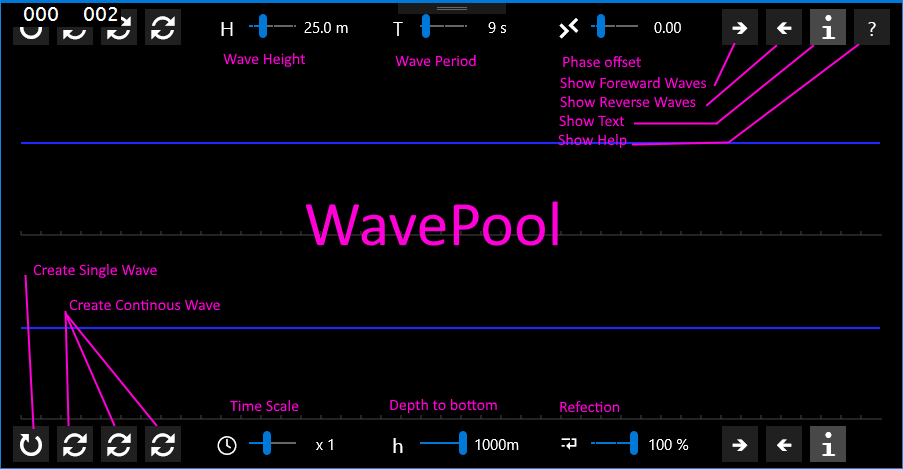 000 002
H 25.0 m T 9 s 0.00 i ?
Wave Height
Wave Period
Phase offset
Show Foreward Waves
Show Reverse Waves
Show Text
Show Help
WavePool
Create Single Wave
Create Continous Wave
Time Scale
Depth to bottom
Refection
x 1 h 1000m 100 % i